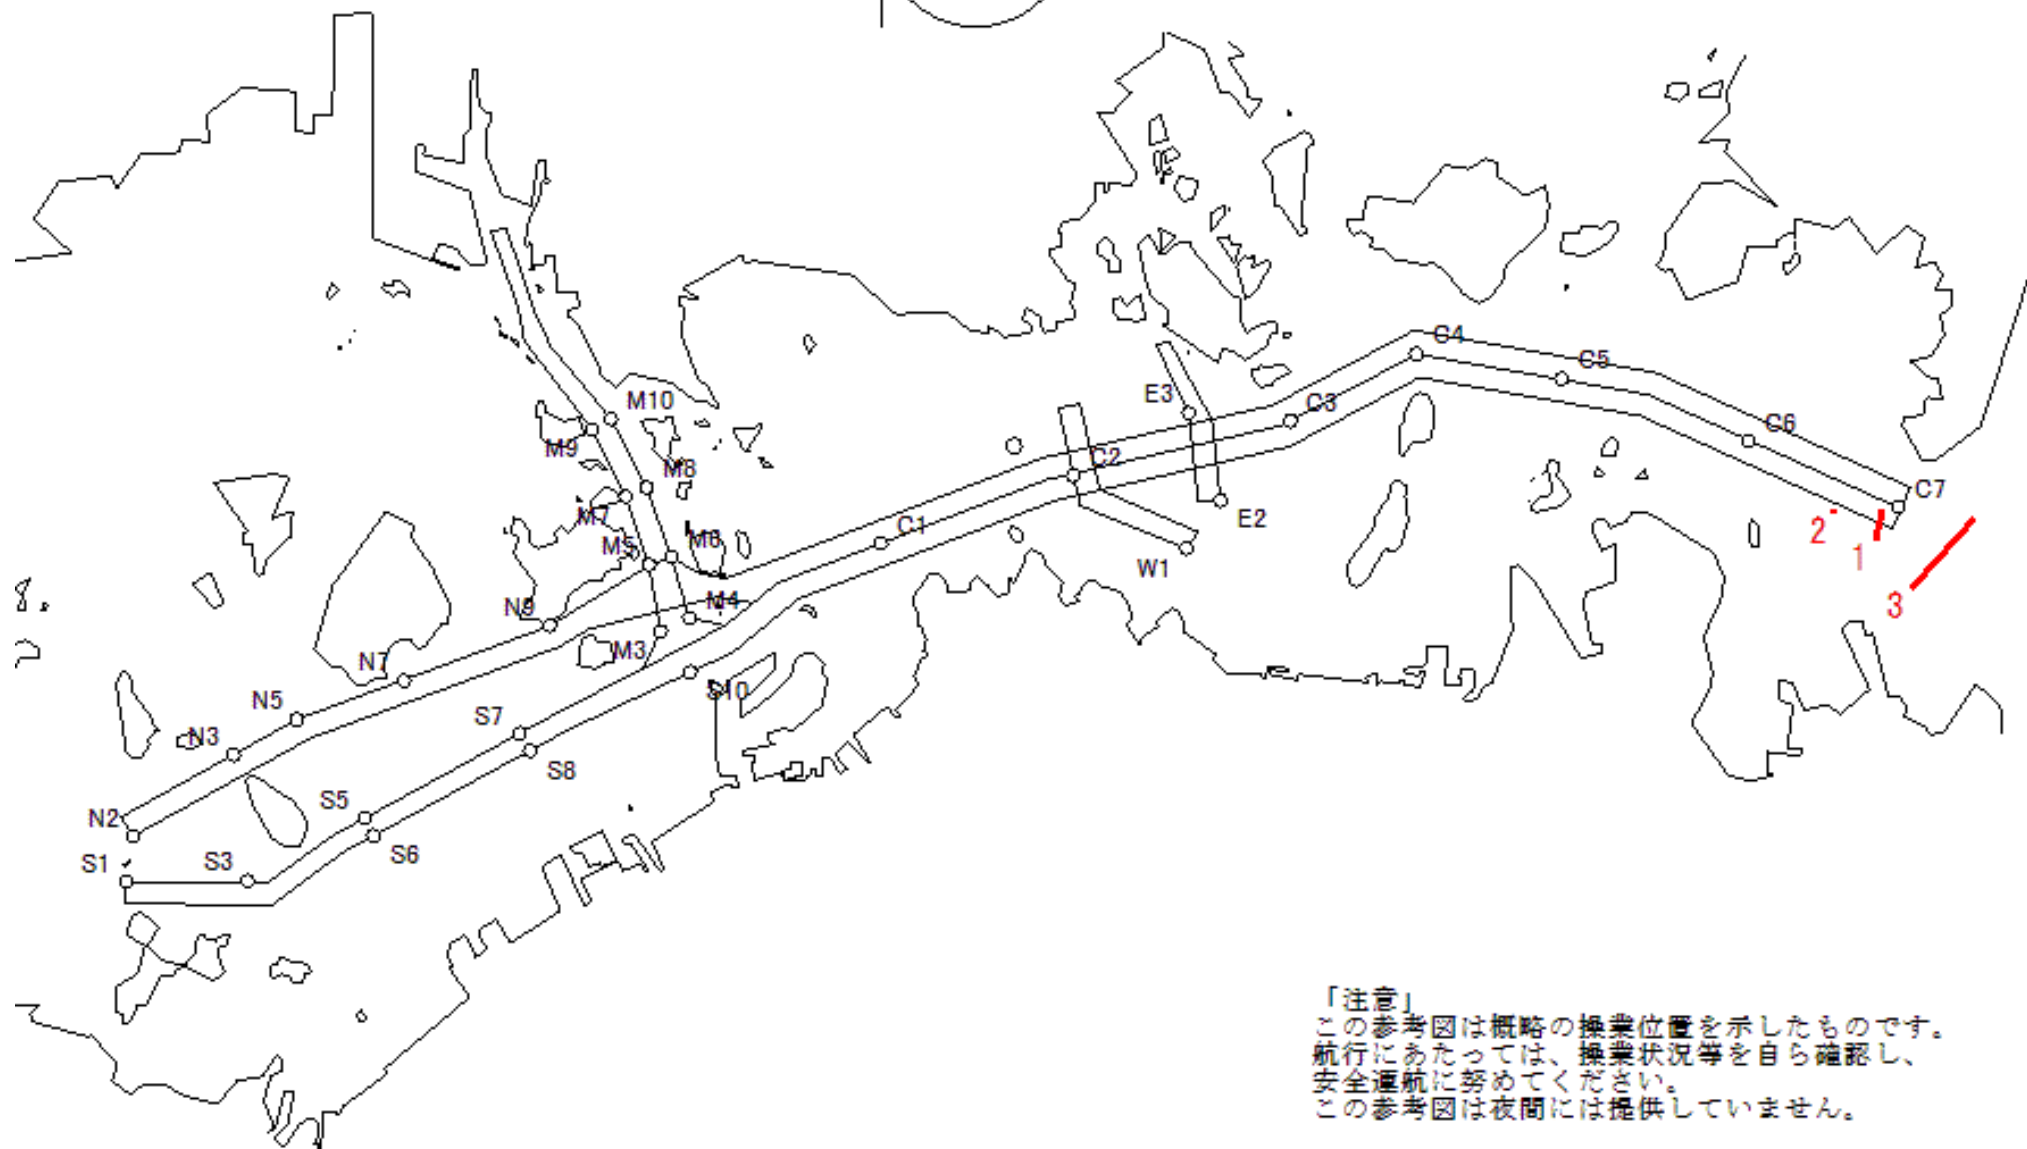 C4
C5
E3
M10
C3
C6
M9
C2
M8
C7
E2
M7
C1
2
M5
M6
1
W1
N9
M4
3
M3
N7
S10
N5
S7
N3
S8
S5
N2
S6
S1
S3
「注意」
この参考図は概略の操業位置を示したものです。
航行にあたっては、操業状況等を自ら確認し、
安全運航に努めてください。
この参考図は夜間には提供していません。